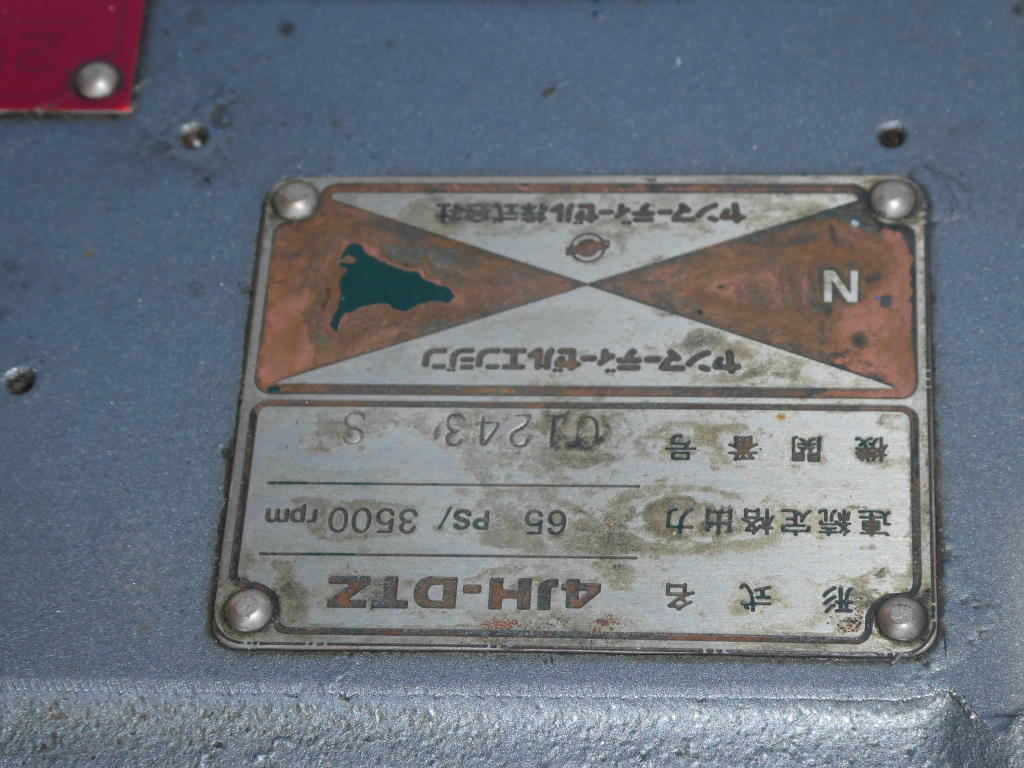 形式名 4JH-DTZ
連続定格出力 65 PS/ 3500 rpm
機関番号 01243 S
ヤンマーディーゼルエンジン
N
ヤンマーディーゼル株式会社